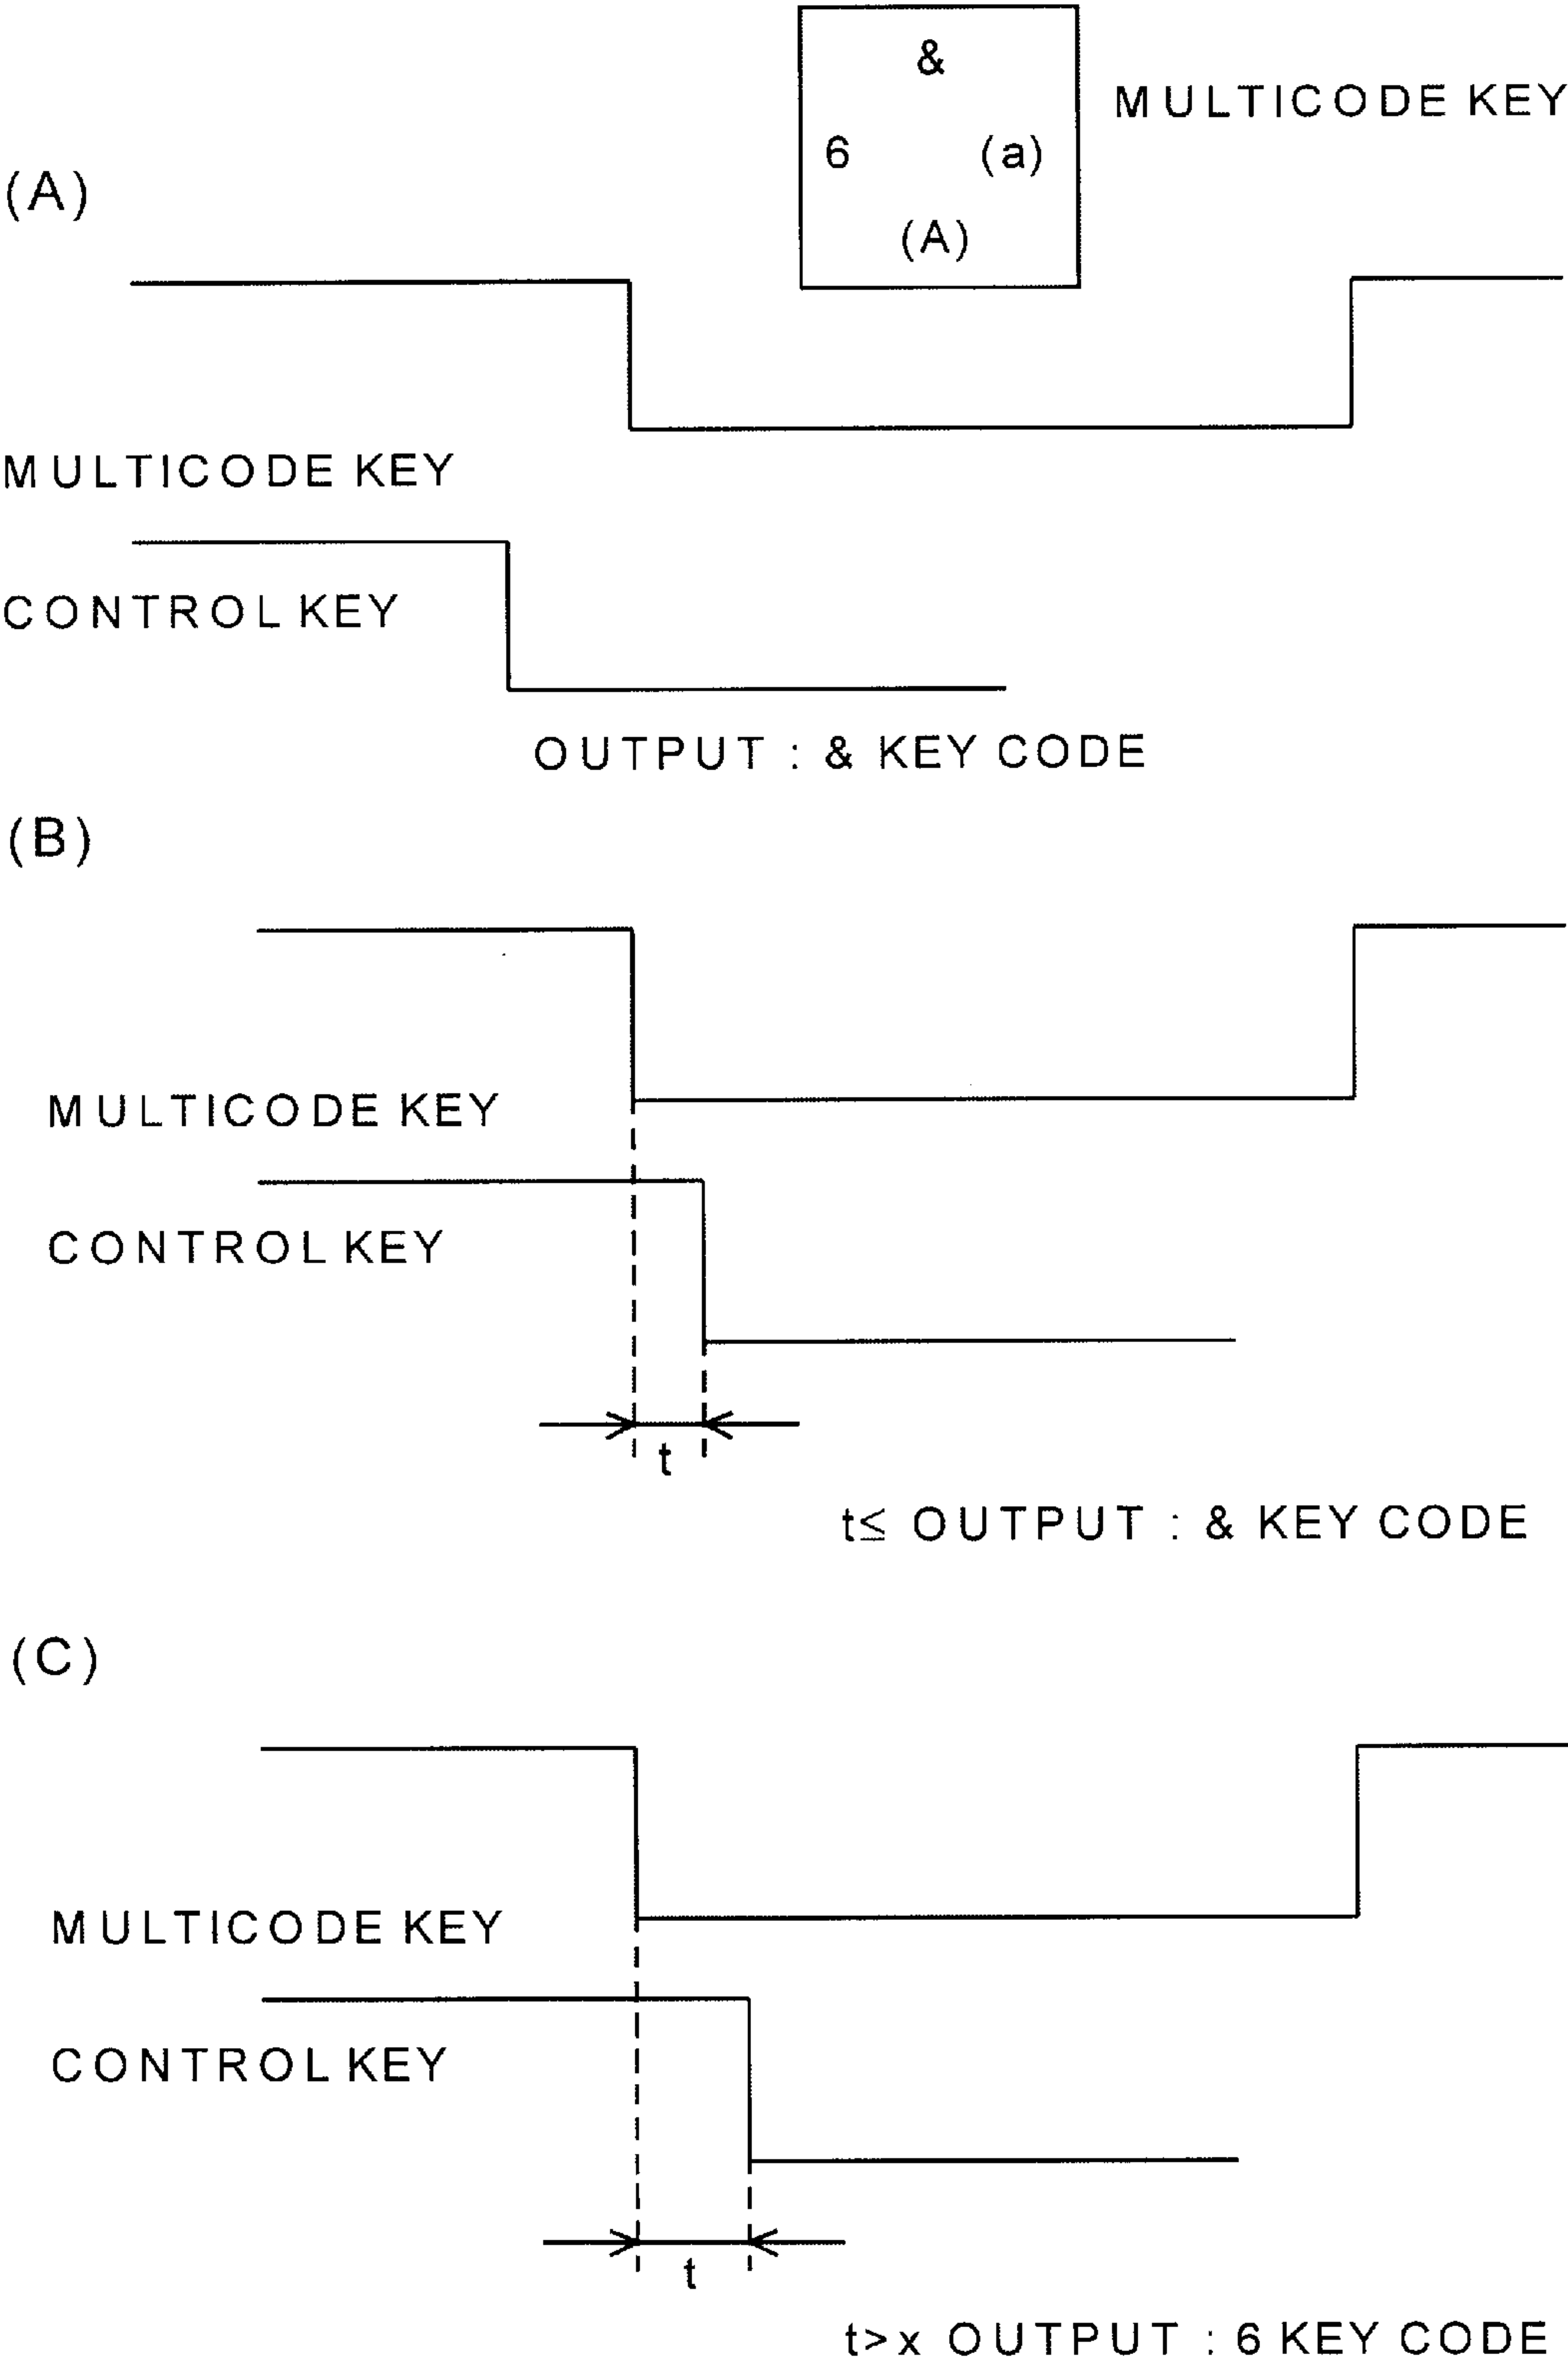 &
MULTICODE KEY
6 (a)
(A)
(A)
MULTICODE KEY
CONTROL KEY
OUTPUT : & KEY CODE
(B)
MULTICODE KEY
CONTROL KEY
t
t≤ OUTPUT : & KEY CODE
(C)
MULTICODE KEY
CONTROL KEY
t
t>x OUTPUT : 6 KEY CODE